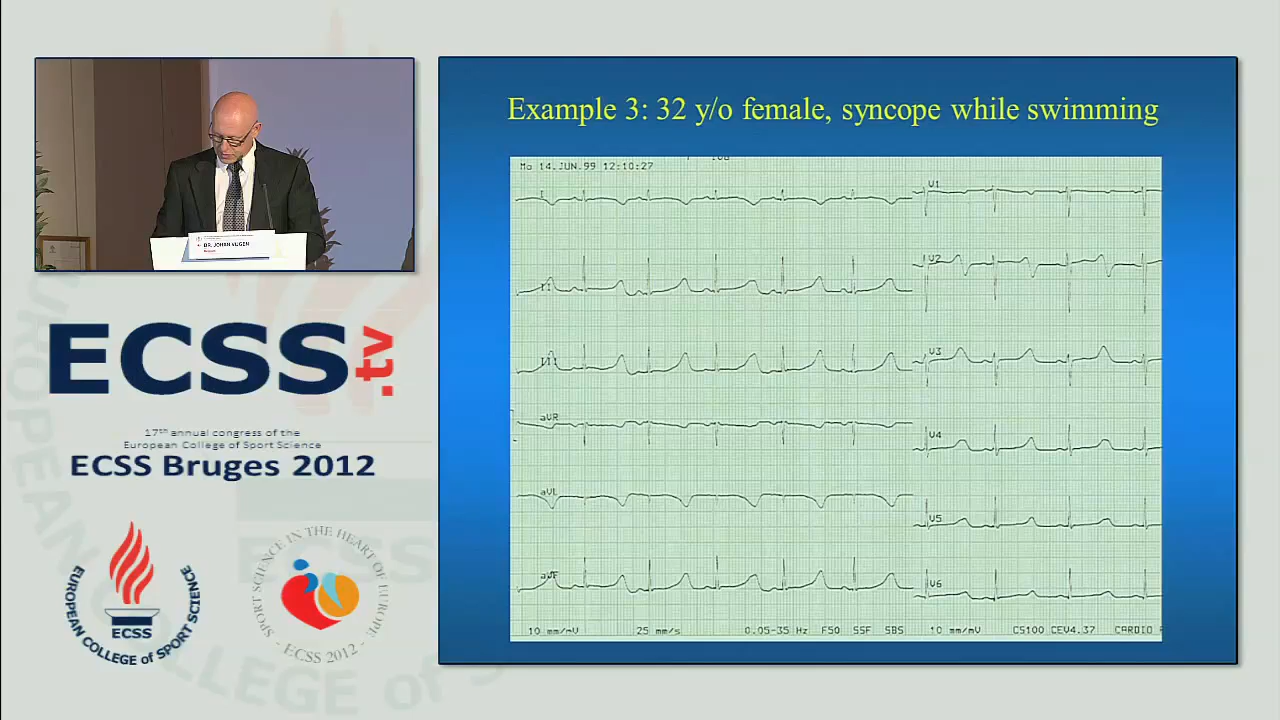 Example 3: 32 y/o female, syncope while swimming
Mo 14.JUN.99 12:10:27
I
V1
II
V2
III
V3
aVR
V4
aVL
V5
aVF
V6
10 mm/mV 25 mm/s 0.05-35 Hz F50 SSF SBS 10 mm/mV CS100 CEV4.37 CARDIO
DR. JOHAN
ECSS.tv
17th annual congress of the
European College of Sport Science
ECSS Bruges 2012
EUROPEAN COLLEGE of SPORT SCIENCE
ECSS
SPORT SCIENCE IN THE HEART OF EUROPE
- ECSS 2012 -